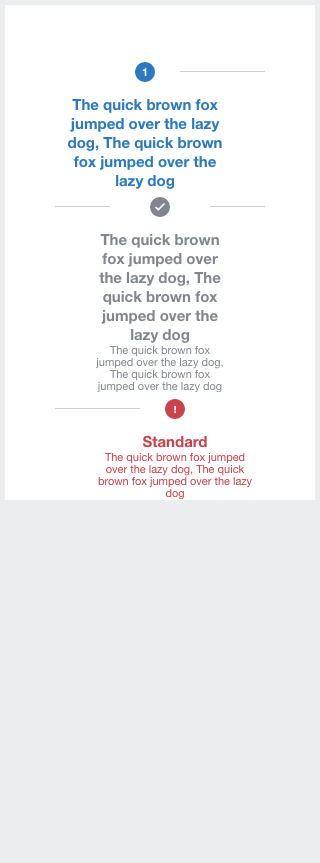 1
The quick brown fox
jumped over the lazy
dog, The quick brown
fox jumped over the
lazy dog
The quick brown
fox jumped over
the lazy dog, The
quick brown fox
jumped over the
lazy dog
The quick brown fox
jumped over the lazy dog,
The quick brown fox
jumped over the lazy dog
!
Standard
The quick brown fox jumped
over the lazy dog, The quick
brown fox jumped over the lazy
dog